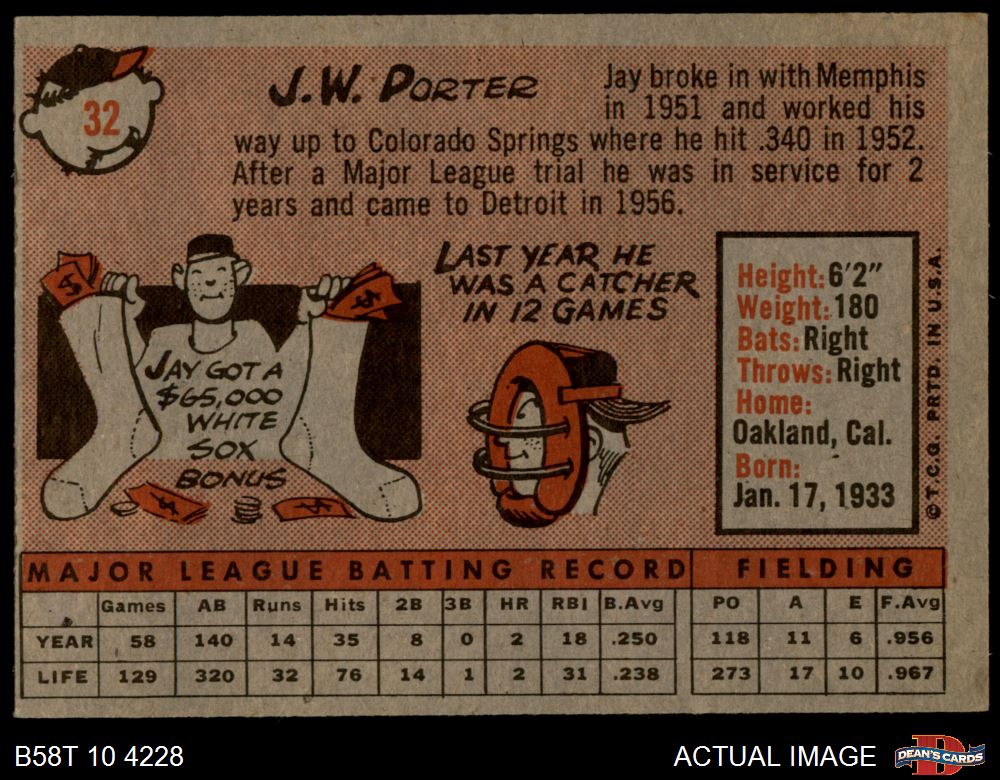 32
J.W. PORTER
Jay broke in with Memphis
in 1951 and worked his
way up to Colorado Springs where he hit .340 in 1952.
After a Major League trial he was in service for 2
years and came to Detroit in 1956.
JAY GOT A
$65,000
WHITE
SOX
BONUS
$
$
$
$
LAST YEAR HE
WAS A CATCHER
IN 12 GAMES
Height: 6'2"
Weight: 180
Bats: Right
Throws: Right
Home:
Oakland, Cal.
Born:
Jan. 17, 1933
© T.C.G. PRTD. IN U.S.A.
MAJOR LEAGUE BATTING RECORD FIELDING
Games AB Runs Hits 2B 3B HR RBI B.Avg PO A E F.Avg
YEAR 58 140 14 35 8 0 2 18 .250 118 11 6 .956
LIFE 129 320 32 76 14 1 2 31 .238 273 17 10 .967
B58T 10 4228
ACTUAL IMAGE
D
DEAN'S CARDS